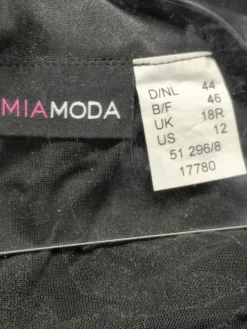 MIAMODA
D/NL 44
B/F 46
UK 18R
US 12
51 296/8
17780